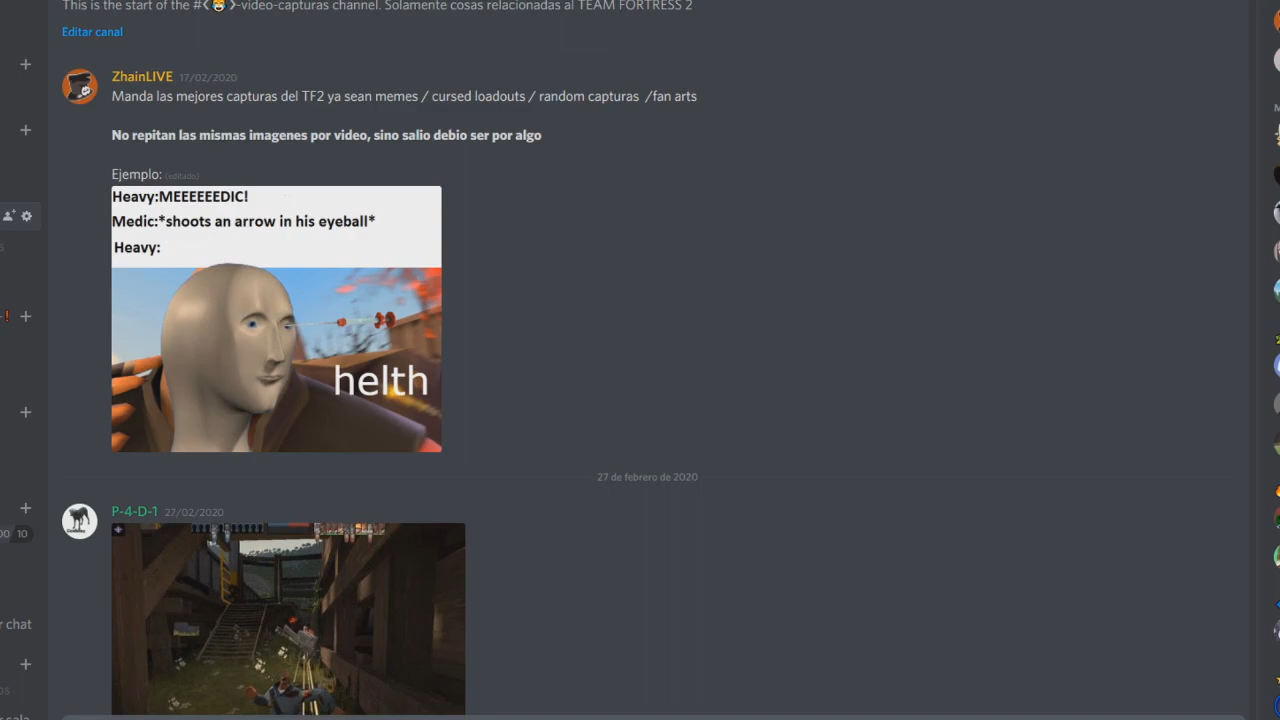 This is the start of the #❮😹❯-video-capturas channel. Solamente cosas relacionadas al TEAM FORTRESS 2
Editar canal
ZhainLIVE 17/02/2020
Manda las mejores capturas del TF2 ya sean memes / cursed loadouts / random capturas /fan arts
No repitan las mismas imagenes por video, sino salio debio ser por algo
Ejemplo: (editado)
Heavy:MEEEEEEDIC!
Medic:*shoots an arrow in his eyeball*
Heavy:
helth
27 de febrero de 2020
P-4-D-1 27/02/2020
10
chat